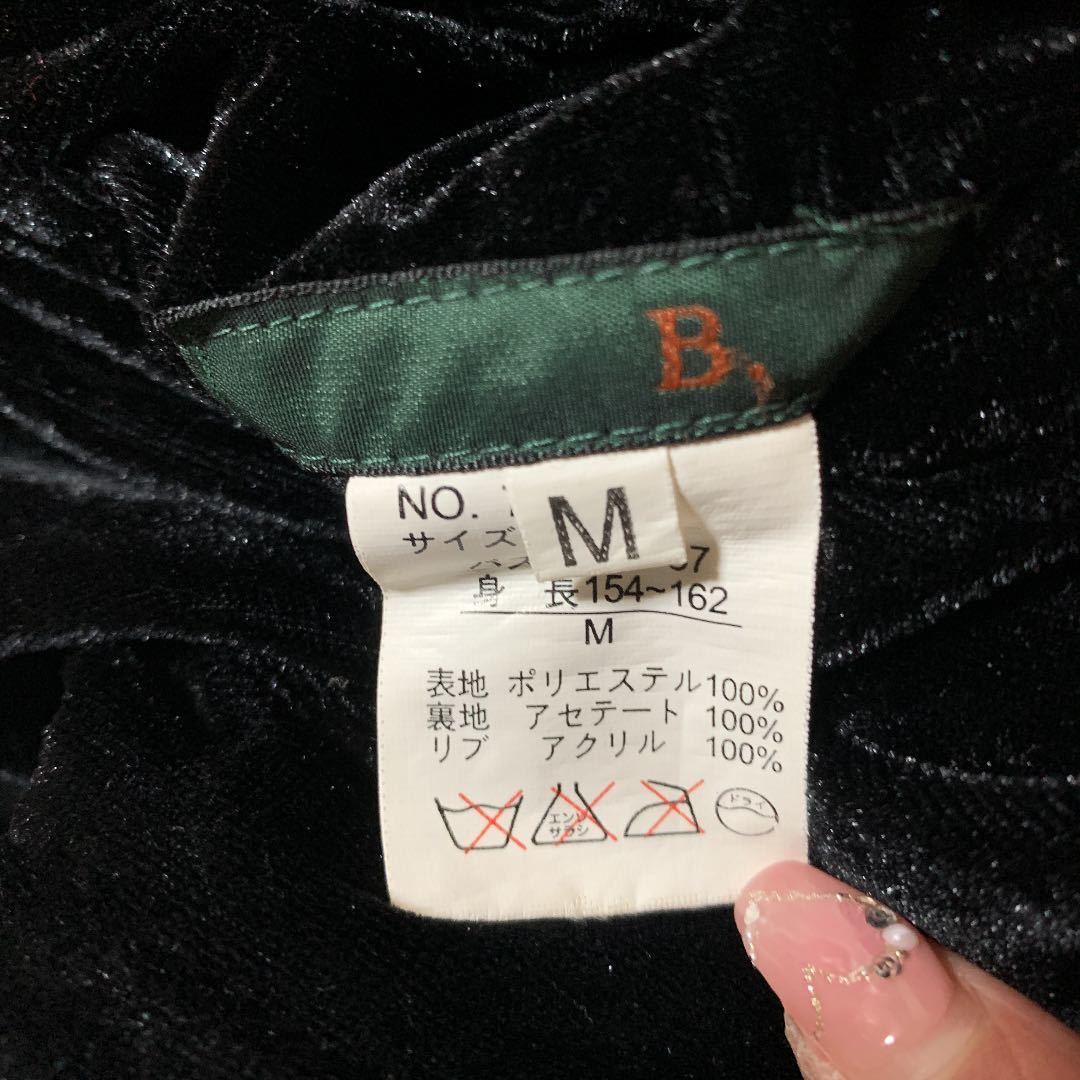 B
NO.
M
サイズ
身 長154~162
M
表地 ポリエステル100%
裏地 アセテート 100%
リブ アクリル 100%
エンソ
サラシ
ドライ